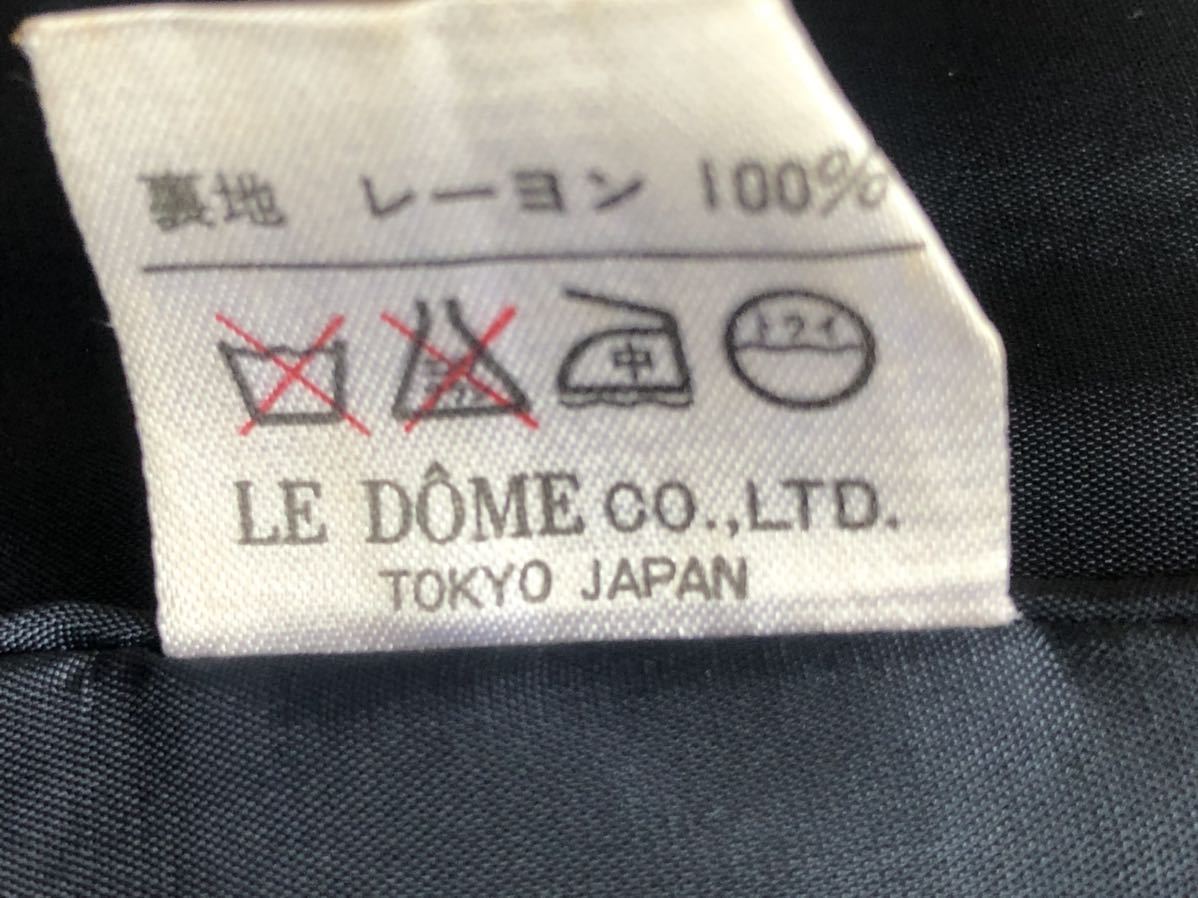 裏地 レーヨン 100%
中 ドライ
LE DÔME CO.,LTD.
TOKYO JAPAN